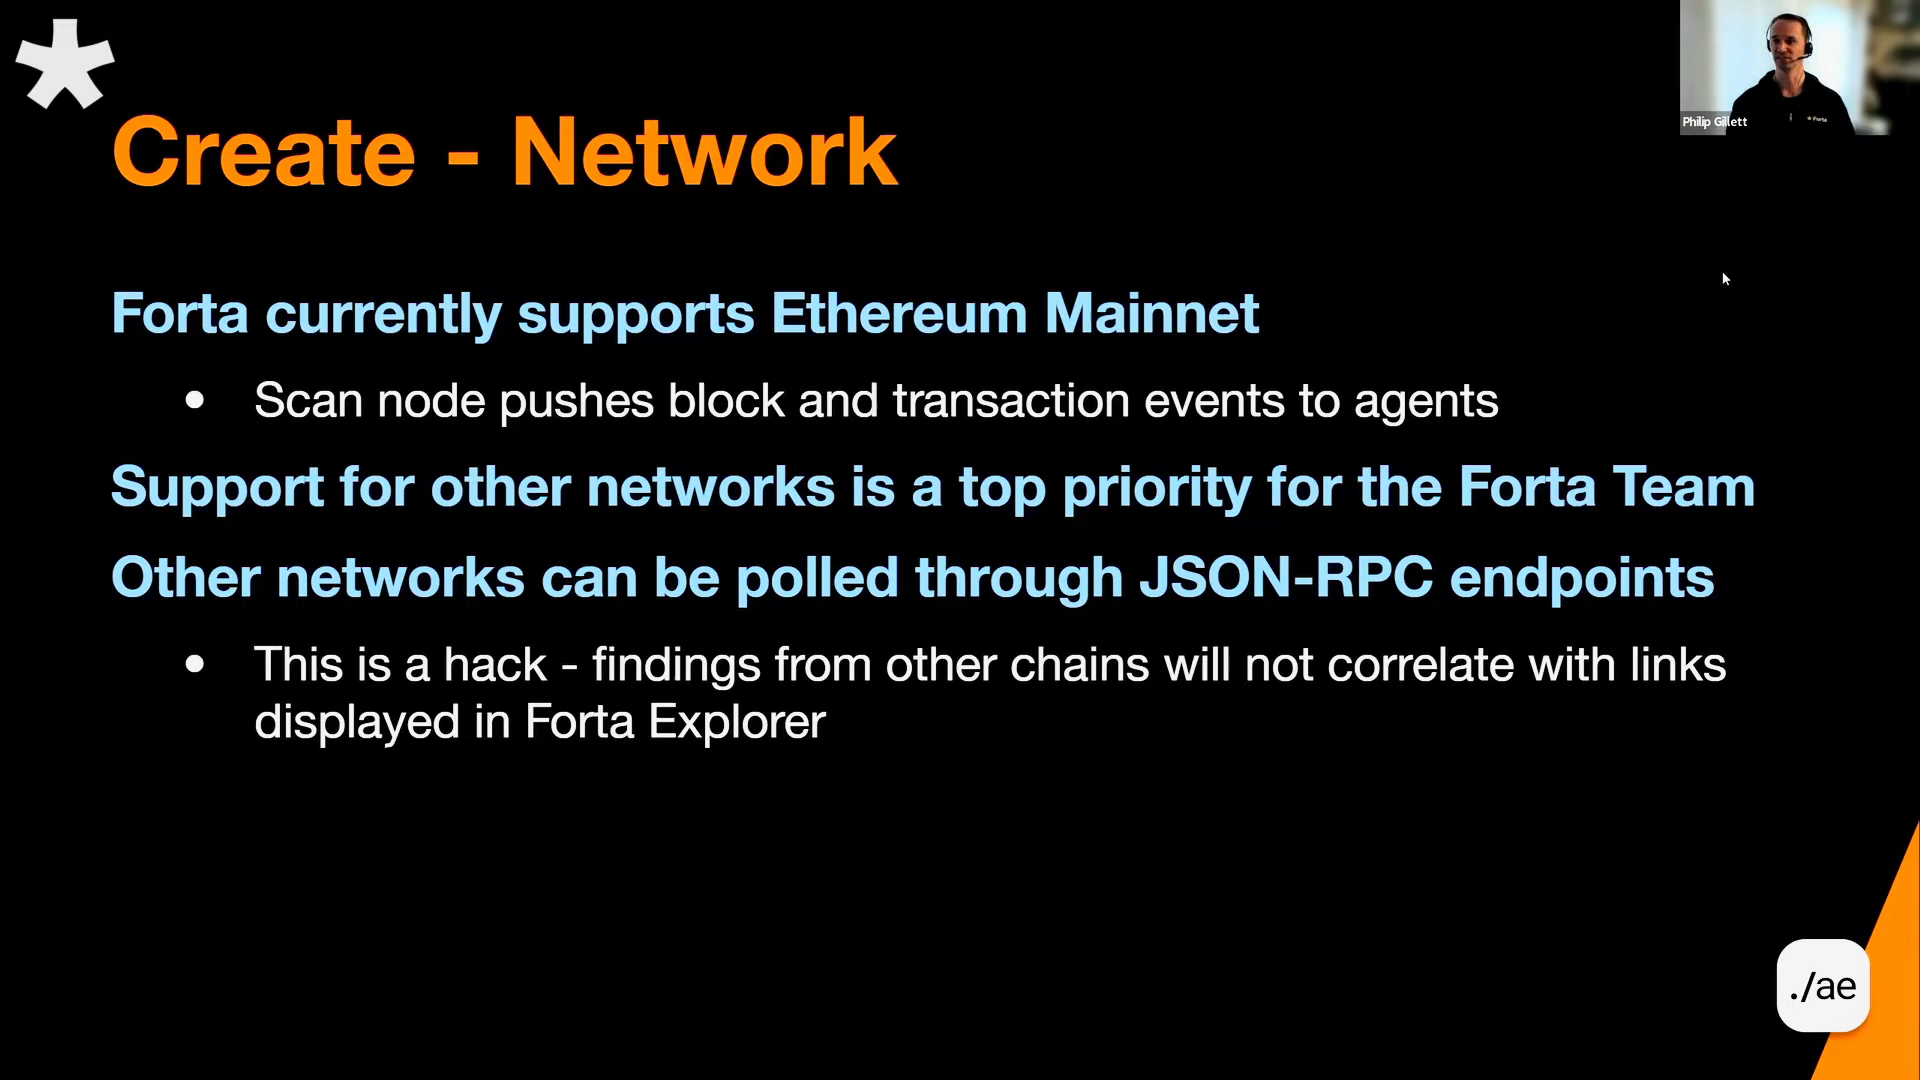 Create - Network
Philip Gillett
Forta
Forta currently supports Ethereum Mainnet
• Scan node pushes block and transaction events to agents
Support for other networks is a top priority for the Forta Team
Other networks can be polled through JSON-RPC endpoints
• This is a hack - findings from other chains will not correlate with links
displayed in Forta Explorer
./ae